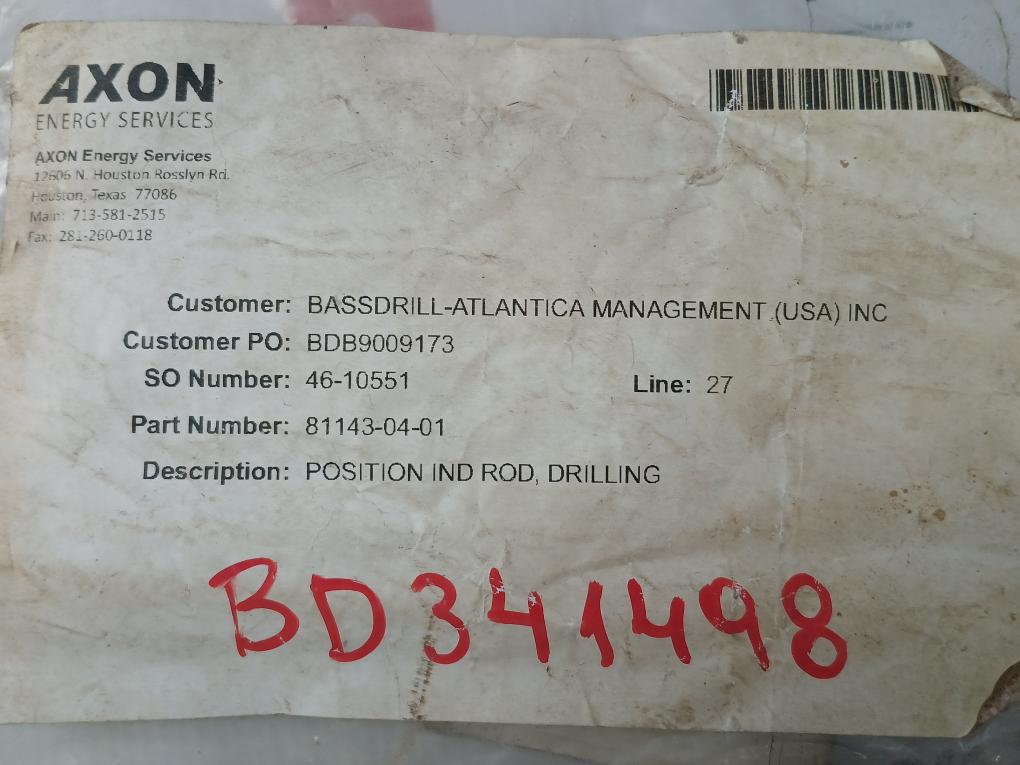 AXON
ENERGY SERVICES
AXON Energy Services
12606 N. Houston Rosslyn Rd.
Houston, Texas 77086
Main: 713-581-2515
Fax: 281-260-0118
Customer: BASSDRILL-ATLANTICA MANAGEMENT (USA) INC
Customer PO: BDB9009173
SO Number: 46-10551 Line: 27
Part Number: 81143-04-01
Description: POSITION IND ROD, DRILLING
BD341498